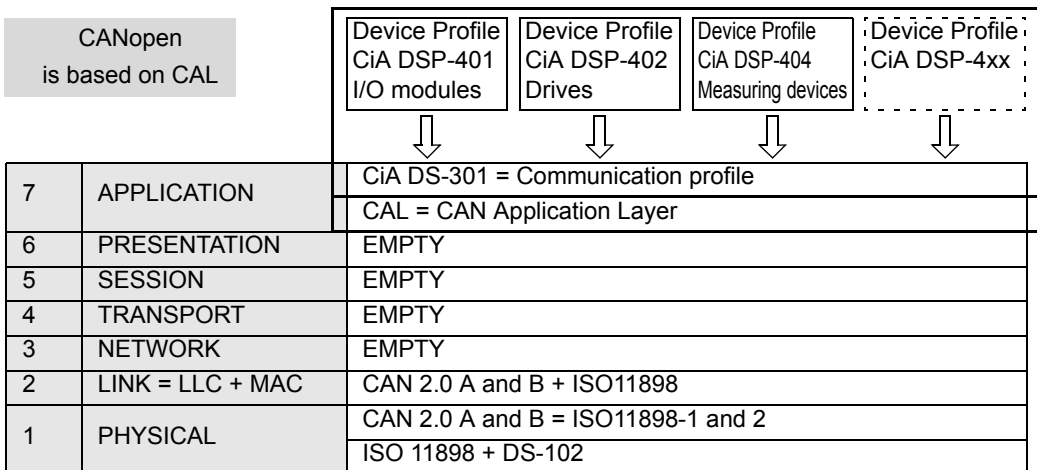 CANopen
is based on CAL
Device Profile
CiA DSP-401
I/O modules
Device Profile
CiA DSP-402
Drives
Device Profile
CiA DSP-404
Measuring devices
Device Profile
CiA DSP-4xx
7 APPLICATION
CiA DS-301 = Communication profile
CAL = CAN Application Layer
6 PRESENTATION EMPTY
5 SESSION EMPTY
4 TRANSPORT EMPTY
3 NETWORK EMPTY
2 LINK = LLC + MAC CAN 2.0 A and B + ISO11898
1 PHYSICAL
CAN 2.0 A and B = ISO11898-1 and 2
ISO 11898 + DS-102